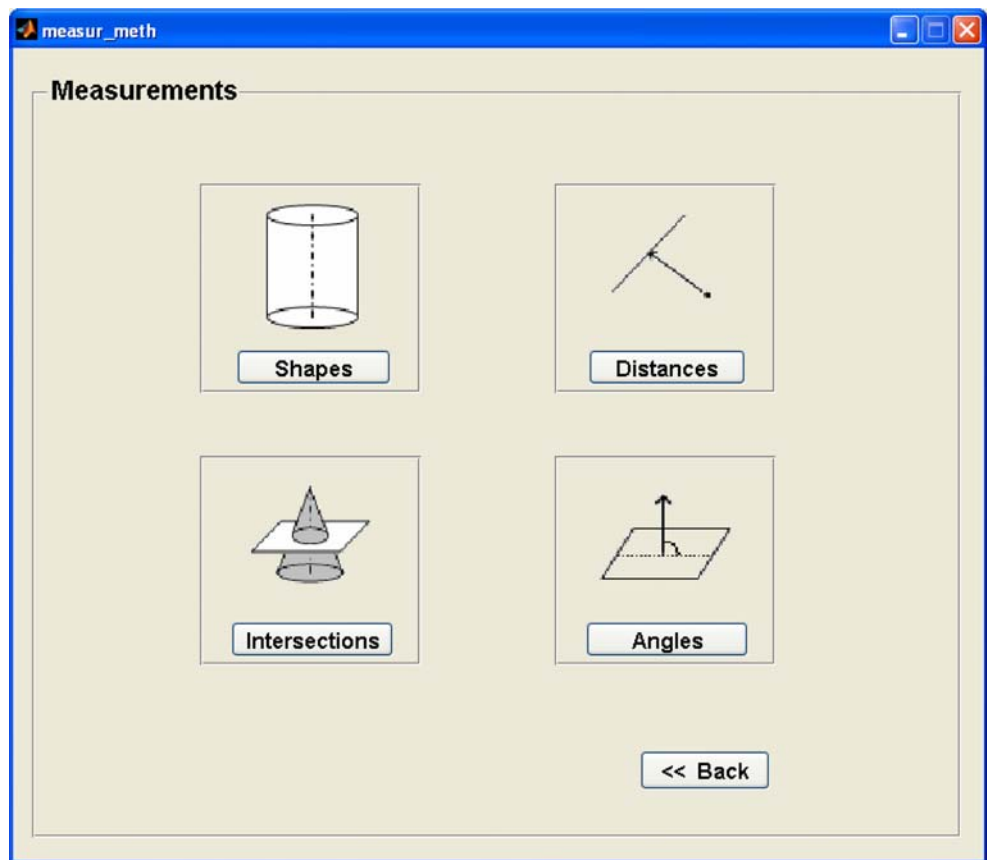 measur_meth
Measurements
Shapes
Distances
Intersections
Angles
<< Back